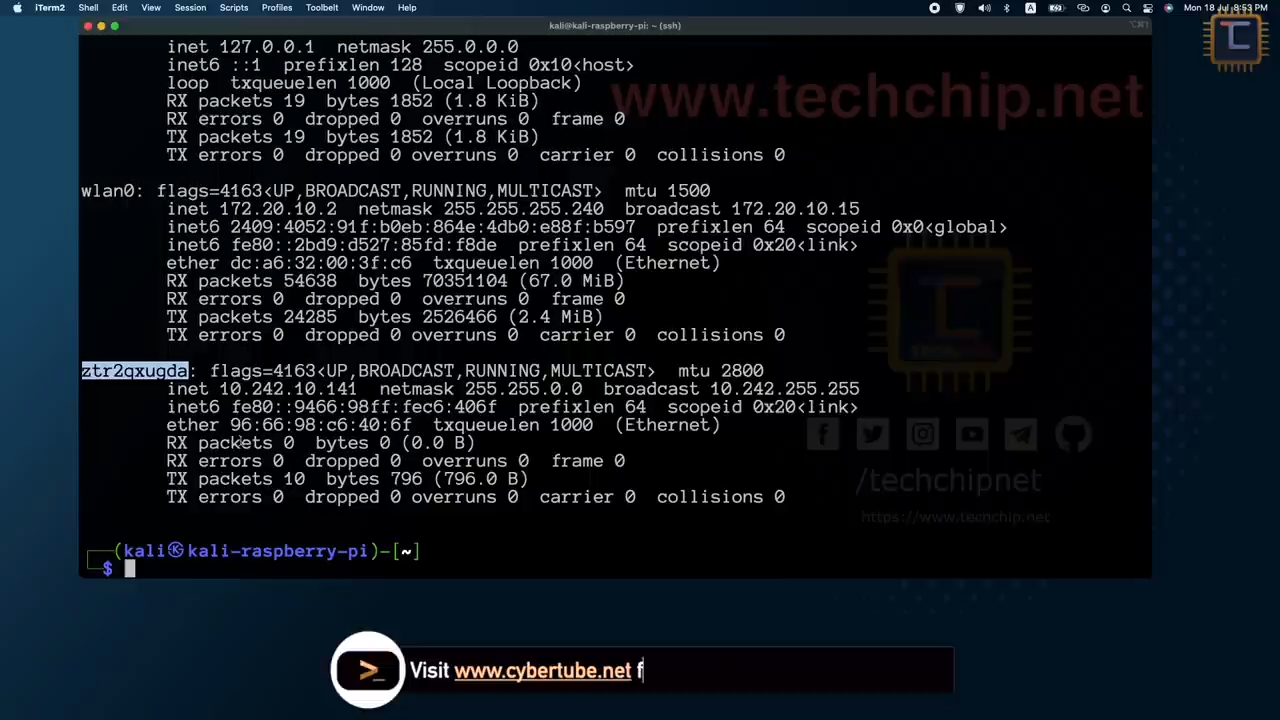 iTerm2 Shell Edit View Session Scripts Profiles Toolbelt Window Help A Mon 18 Jul 8:53 PM
kali@kali-raspberry-pi: ~ (ssh)
inet 127.0.0.1 netmask 255.0.0.0
inet6 ::1 prefixlen 128 scopeid 0x10<host>
loop txqueuelen 1000 (Local Loopback)
RX packets 19 bytes 1852 (1.8 KiB)
RX errors 0 dropped 0 overruns 0 frame 0
TX packets 19 bytes 1852 (1.8 KiB)
TX errors 0 dropped 0 overruns 0 carrier 0 collisions 0
www.techchip.net
wlan0: flags=4163<UP,BROADCAST,RUNNING,MULTICAST> mtu 1500
inet 172.20.10.2 netmask 255.255.255.240 broadcast 172.20.10.15
inet6 2409:4052:91f:b0eb:864e:4db0:e88f:b597 prefixlen 64 scopeid 0x0<global>
inet6 fe80::2bd9:d527:85fd:f8de prefixlen 64 scopeid 0x20<link>
ether dc:a6:32:00:3f:c6 txqueuelen 1000 (Ethernet)
RX packets 54638 bytes 70351104 (67.0 MiB)
RX errors 0 dropped 0 overruns 0 frame 0
TX packets 24285 bytes 2526466 (2.4 MiB)
TX errors 0 dropped 0 overruns 0 carrier 0 collisions 0
ztr2qxugda: flags=4163<UP,BROADCAST,RUNNING,MULTICAST> mtu 2800
inet 10.242.10.141 netmask 255.255.0.0 broadcast 10.242.255.255
inet6 fe80::9466:98ff:fec6:406f prefixlen 64 scopeid 0x20<link>
ether 96:66:98:c6:40:6f txqueuelen 1000 (Ethernet)
RX packets 0 bytes 0 (0.0 B)
RX errors 0 dropped 0 overruns 0 frame 0
TX packets 10 bytes 796 (796.0 B)
TX errors 0 dropped 0 overruns 0 carrier 0 collisions 0
/techchipnet
https://www.techchip.net
(kali㉿kali-raspberry-pi)-[~]
$
>_ Visit www.cybertube.net f